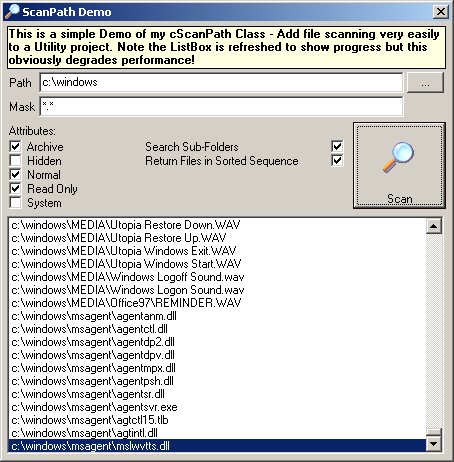 ScanPath Demo
This is a simple Demo of my cScanPath Class - Add file scanning very easily
to a Utility project. Note the ListBox is refreshed to show progress but this
obviously degrades performance!
Path c:\windows ...
Mask *.*
Attributes:
Archive Search Sub-Folders
Hidden Return Files in Sorted Sequence
Normal
Read Only
System
Scan
c:\windows\MEDIA\Utopia Restore Down.WAV
c:\windows\MEDIA\Utopia Restore Up.WAV
c:\windows\MEDIA\Utopia Windows Exit.WAV
c:\windows\MEDIA\Utopia Windows Start.WAV
c:\windows\MEDIA\Windows Logoff Sound.wav
c:\windows\MEDIA\Windows Logon Sound.wav
c:\windows\MEDIA\Office97\REMINDER.WAV
c:\windows\msagent\agentanm.dll
c:\windows\msagent\agentctl.dll
c:\windows\msagent\agentdp2.dll
c:\windows\msagent\agentdpv.dll
c:\windows\msagent\agentmpx.dll
c:\windows\msagent\agentpsh.dll
c:\windows\msagent\agentsr.dll
c:\windows\msagent\agentsvr.exe
c:\windows\msagent\agtctl15.tlb
c:\windows\msagent\agtintl.dll
c:\windows\msagent\mslwvtts.dll